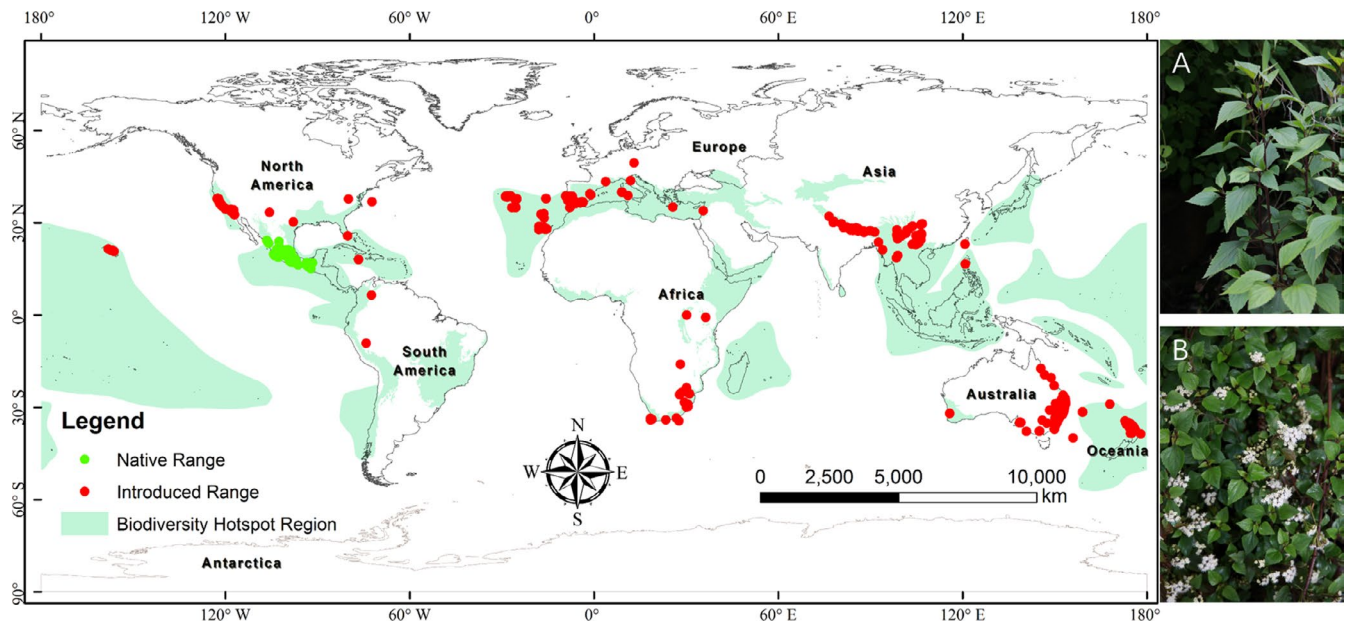 180° 120° W 60° W 0° 60° E 120° E 180°
A
60° N
North
America
Europe
Asia
30° N
Africa
0°
South
America
Australia
B
30° S
Legend
Native Range
Introduced Range
Biodiversity Hotspot Region
N
W E
S
Oceania
0 2,500 5,000 10,000
km
60° S
Antarctica
90°
120° W 60° W 0° 60° E 120° E 180°